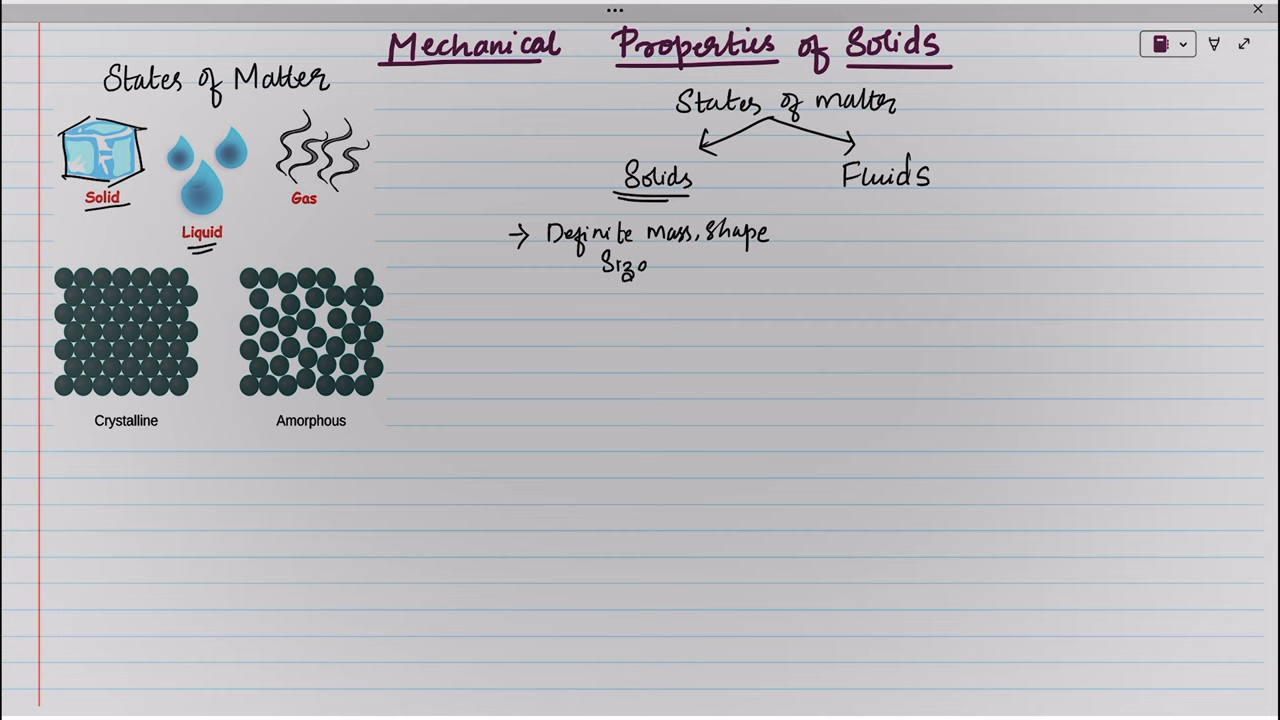 Mechanical Properties of Solids
States of Matter
Solid
Liquid
Gas
Crystalline
Amorphous
States of matter
Solids Fluids
→ Definite mass, shape